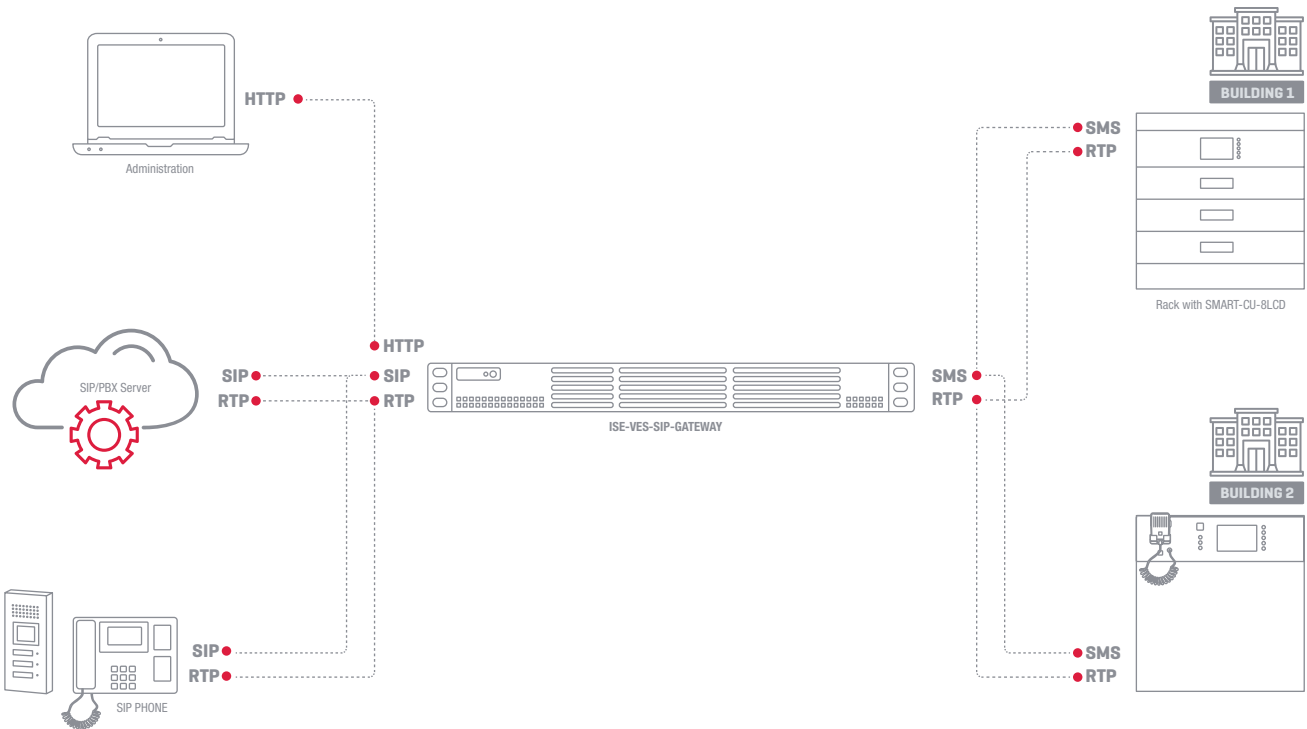 HTTP
Administration
SIP/PBX Server
SIP
RTP
SIP
RTP
SIP PHONE
HTTP
SIP
RTP
ISE-VES-SIP-GATEWAY
SMS
RTP
BUILDING 1
SMS
RTP
Rack with SMART-CU-8LCD
BUILDING 2
SMS
RTP